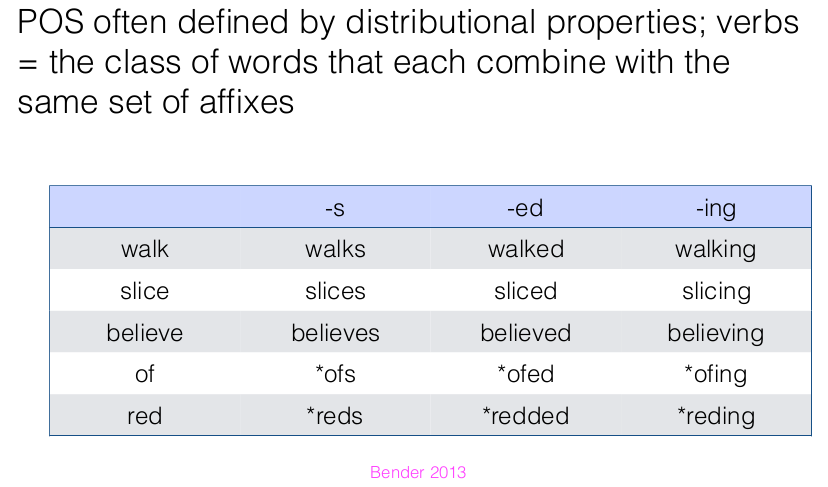 POS often defined by distributional properties; verbs
= the class of words that each combine with the
same set of affixes
-s -ed -ing
walk walks walked walking
slice slices sliced slicing
believe believes believed believing
of *ofs *ofed *ofing
red *reds *redded *reding
Bender 2013